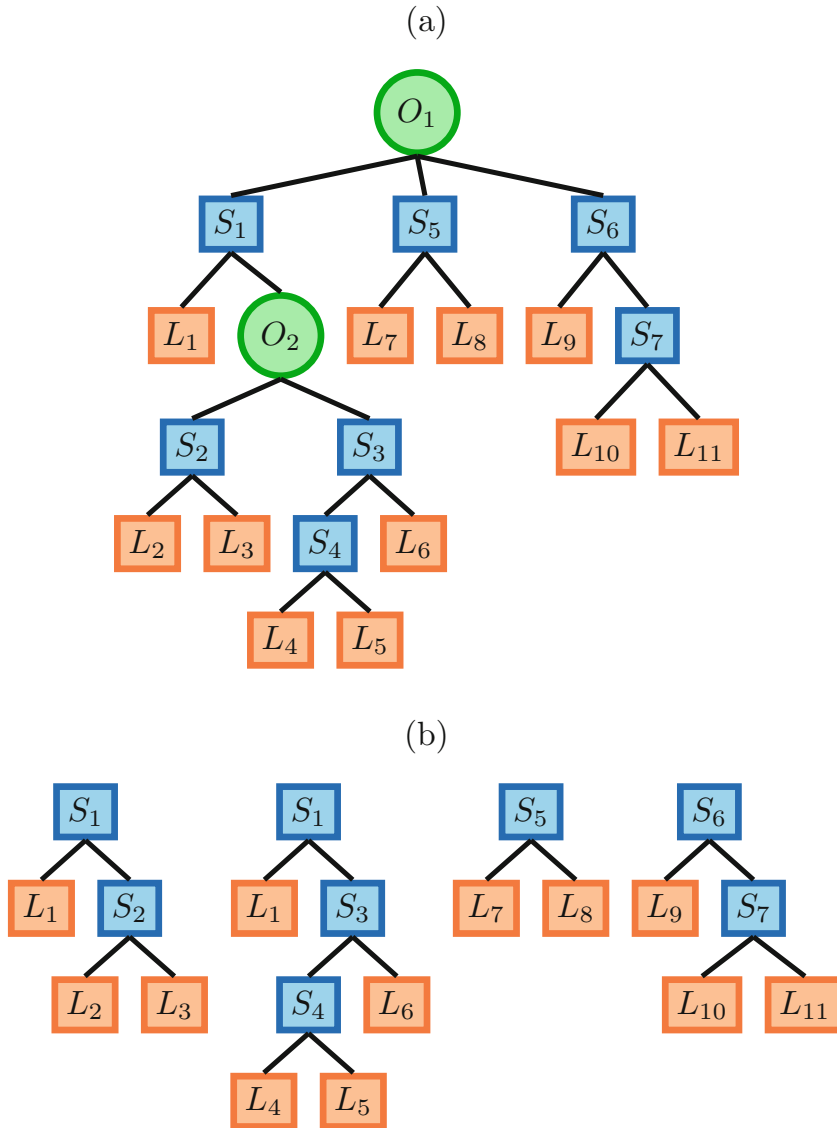 (a)
O₁
S₁ S₅ S₆
L₁ O₂ L₇ L₈ L₉ S₇
S₂ S₃ L₁₀ L₁₁
L₂ L₃ S₄ L₆
L₄ L₅
(b)
S₁ S₁ S₅ S₆
L₁ S₂ L₁ S₃ L₇ L₈ L₉ S₇
L₂ L₃ S₄ L₆ L₁₀ L₁₁
L₄ L₅